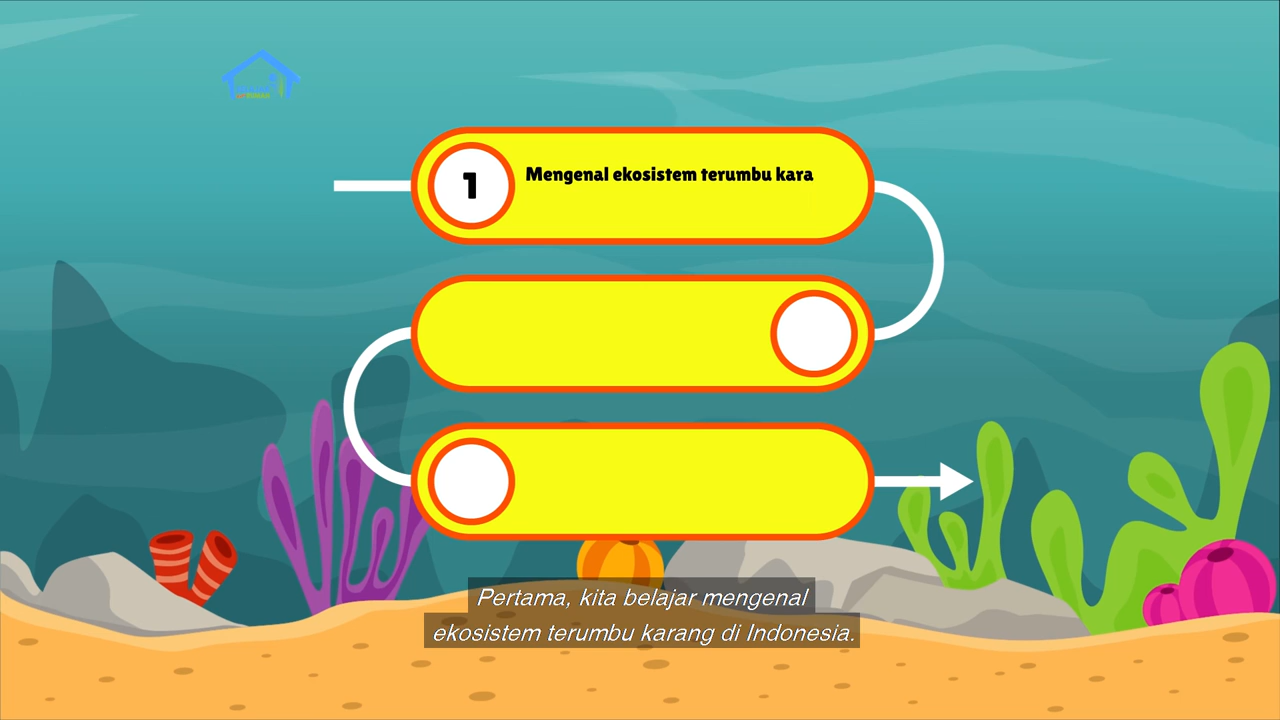 1
Mengenal ekosistem terumbu kara
Pertama, kita belajar mengenal
ekosistem terumbu karang di Indonesia.